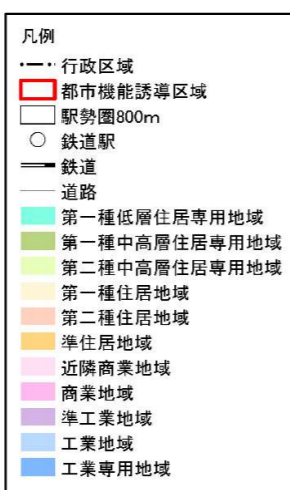 凡例
行政区域
都市機能誘導区域
駅勢圏800m
鉄道駅
鉄道
道路
第一種低層住居専用地域
第一種中高層住居専用地域
第二種中高層住居専用地域
第一種住居地域
第二種住居地域
準住居地域
近隣商業地域
商業地域
準工業地域
工業地域
工業専用地域